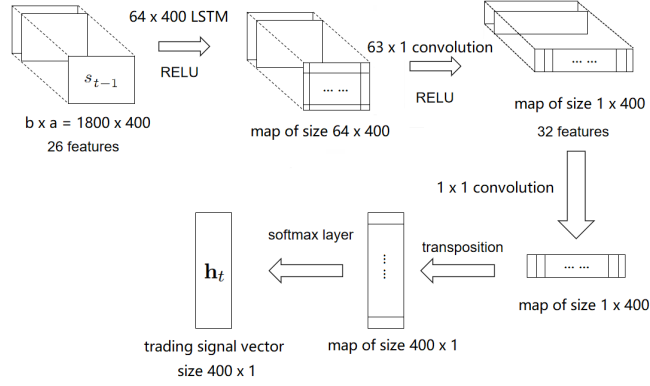 64 x 400 LSTM
RELU
s_{t-1}
b x a = 1800 x 400
26 features
... ...
map of size 64 x 400
63 x 1 convolution
RELU
... ...
map of size 1 x 400
32 features
1 x 1 convolution
... ...
map of size 1 x 400
transposition
... ...
map of size 400 x 1
softmax layer
h_t
trading signal vector
size 400 x 1